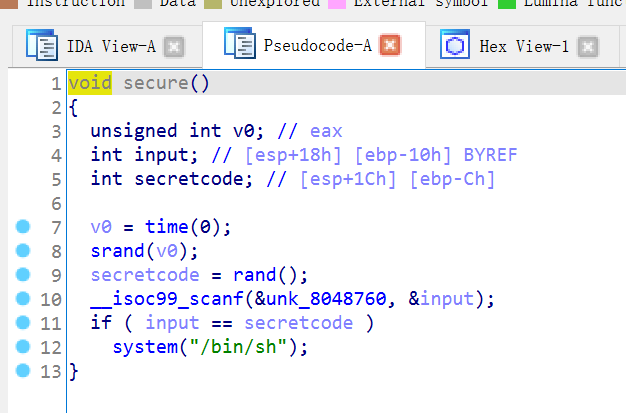 Instruction Data Unexplored External symbol Lumina func
IDA View-A Pseudocode-A Hex View-1
1 void secure()
2 {
3 unsigned int v0; // eax
4 int input; // [esp+18h] [ebp-10h] BYREF
5 int secretcode; // [esp+1Ch] [ebp-Ch]
6
7 v0 = time(0);
8 srand(v0);
9 secretcode = rand();
10 __isoc99_scanf(&unk_8048760, &input);
11 if ( input == secretcode )
12 system("/bin/sh");
13 }